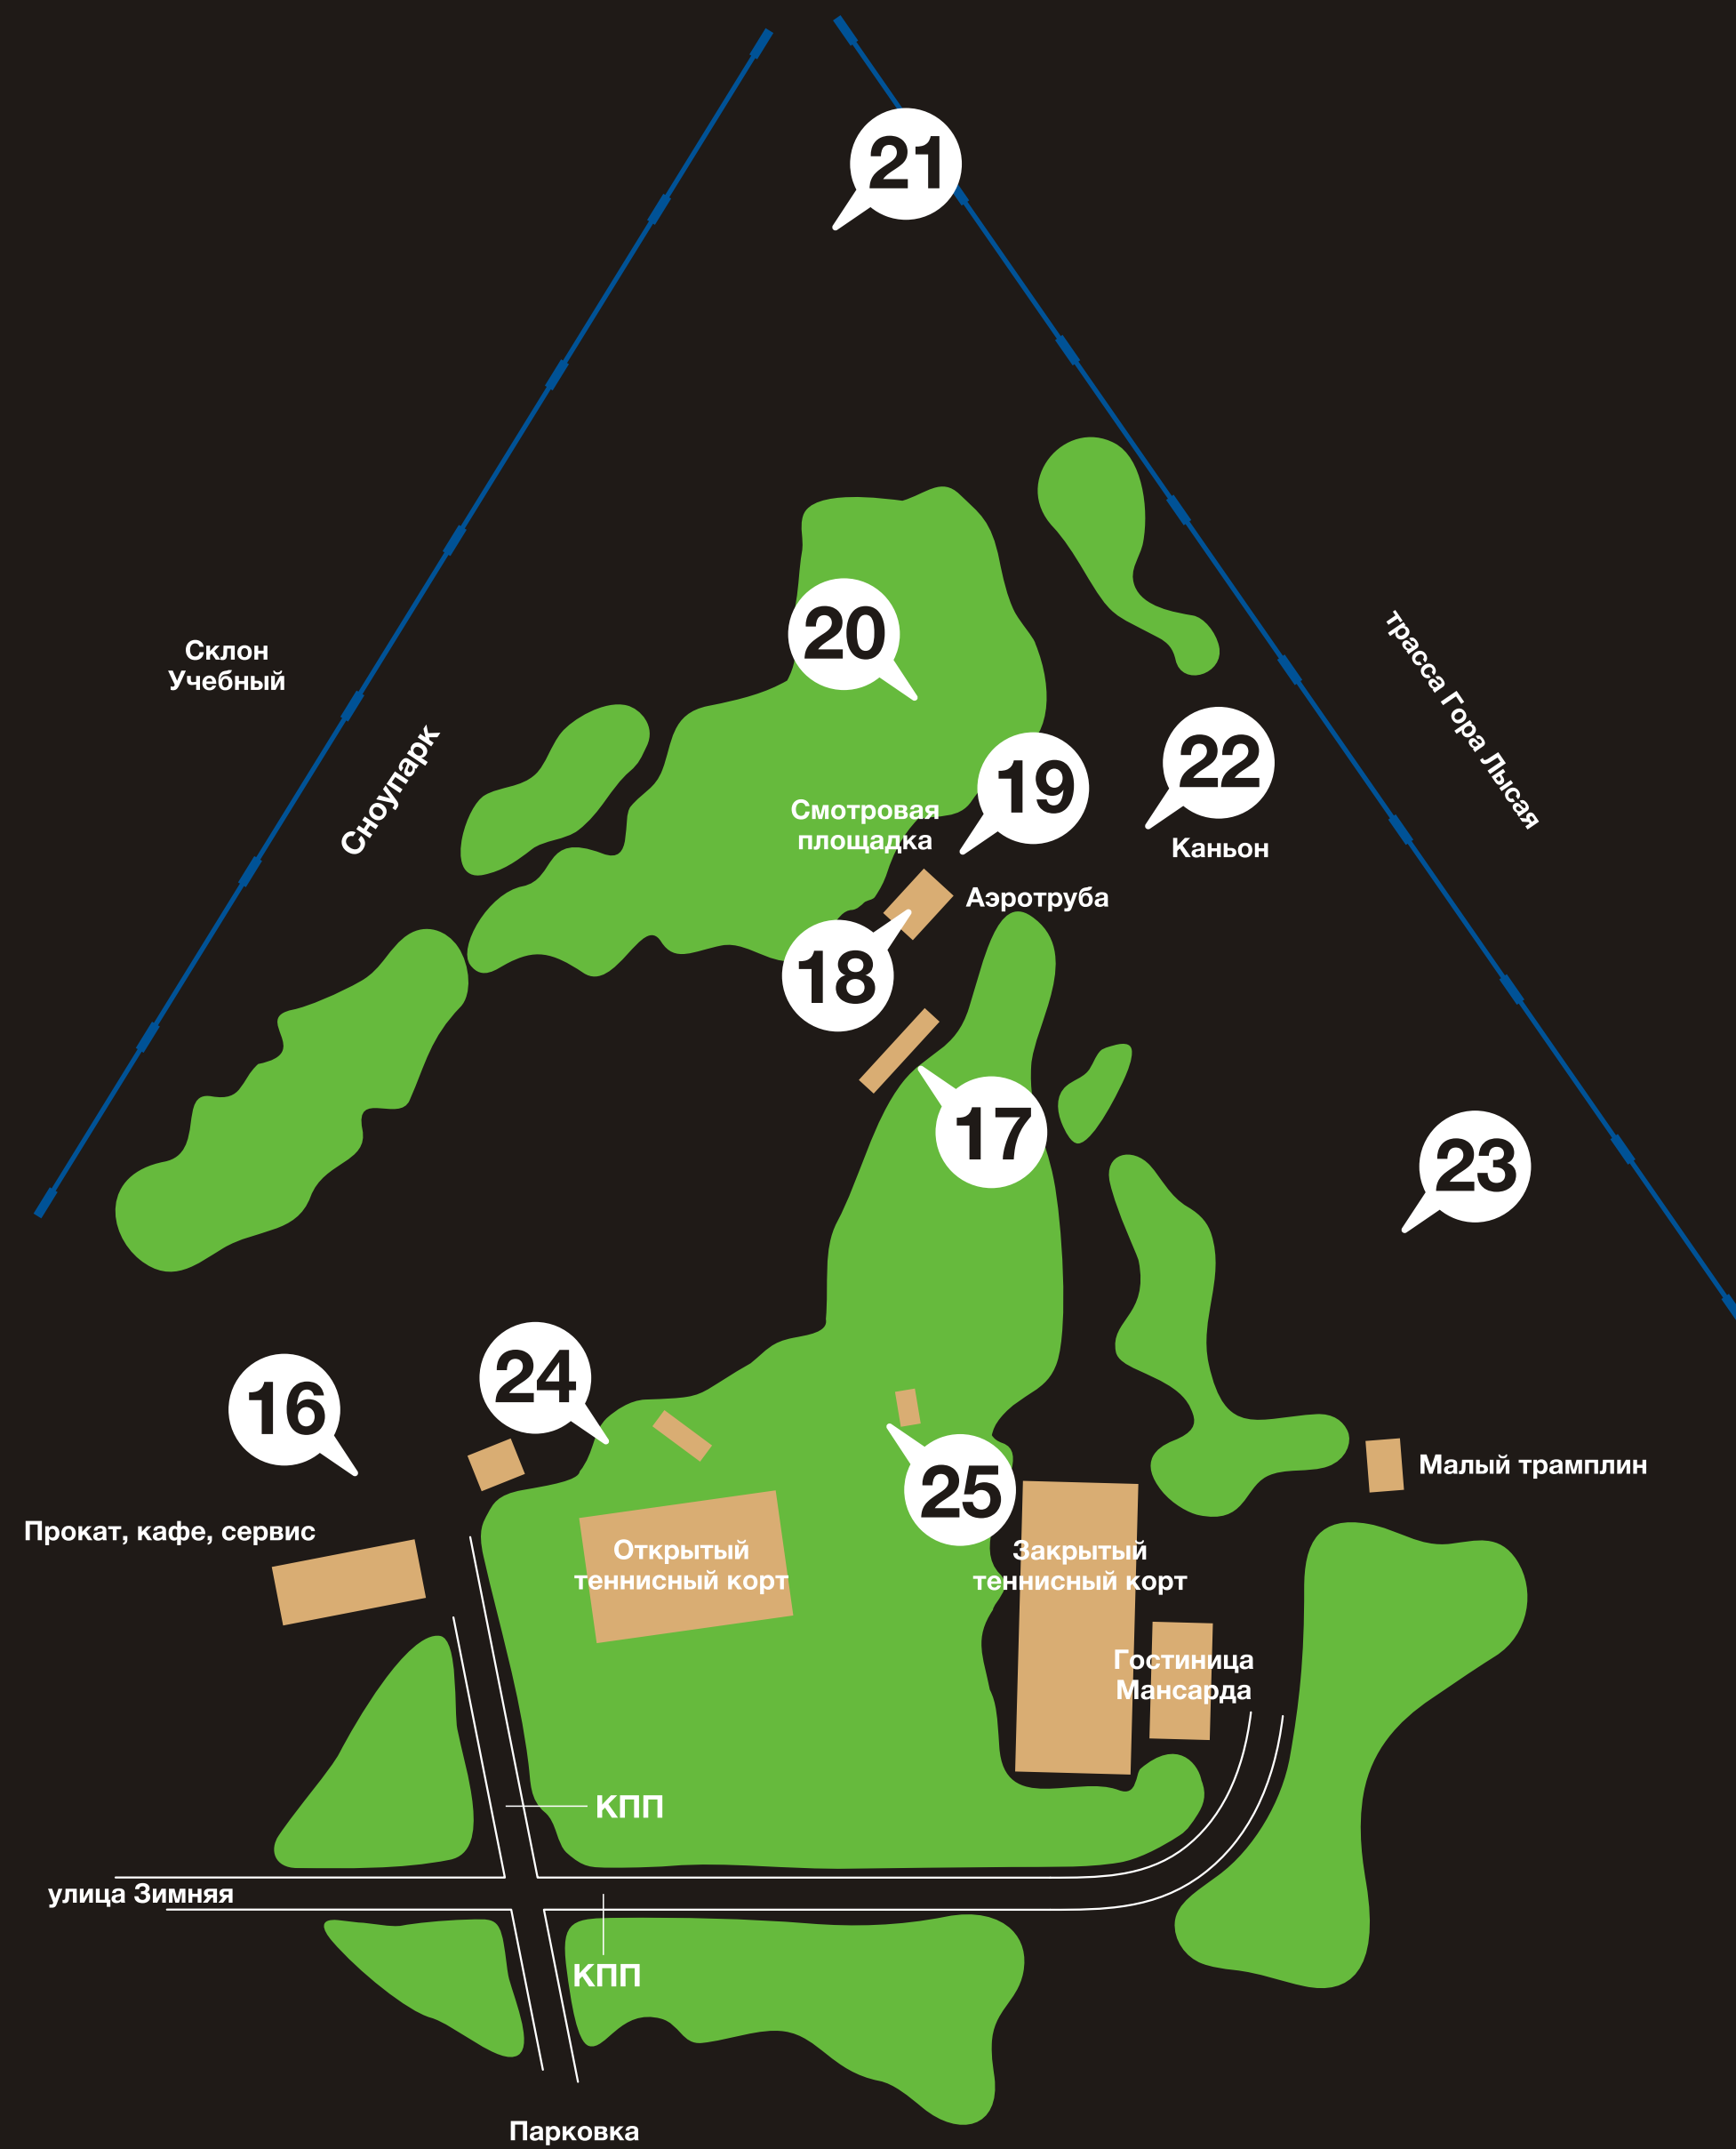 21
20
Склон
Учебный
трасса Гора Лысая
Сноупарк
22
19
Смотровая
площадка
Каньон
Аэротруба
18
17
23
24
16
25
Малый трамплин
Прокат, кафе, сервис
Открытый
теннисный корт
Закрытый
теннисный корт
Гостиница
Мансарда
КПП
улица Зимняя
КПП
Парковка